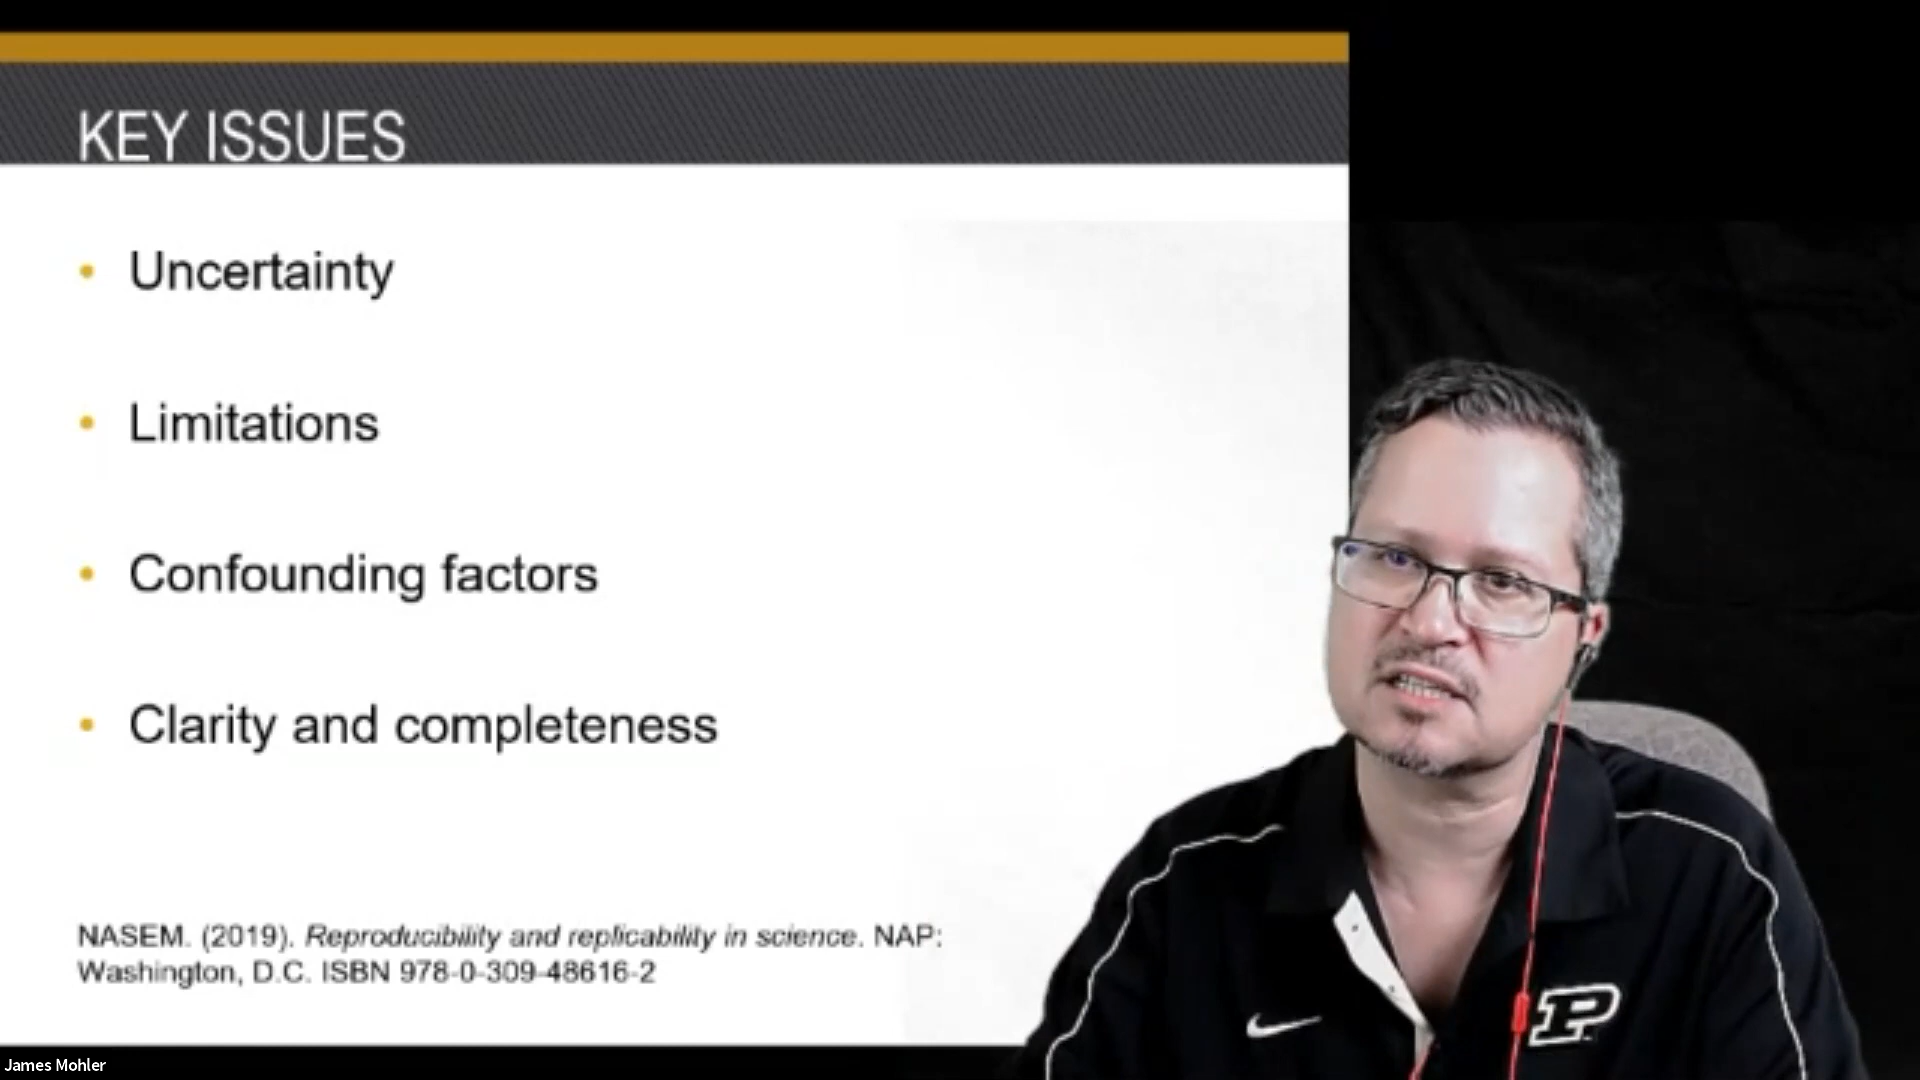 KEY ISSUES
• Uncertainty
• Limitations
• Confounding factors
• Clarity and completeness
NASEM. (2019). Reproducibility and replicability in science. NAP:
Washington, D.C. ISBN 978-0-309-48616-2
P
James Mohler